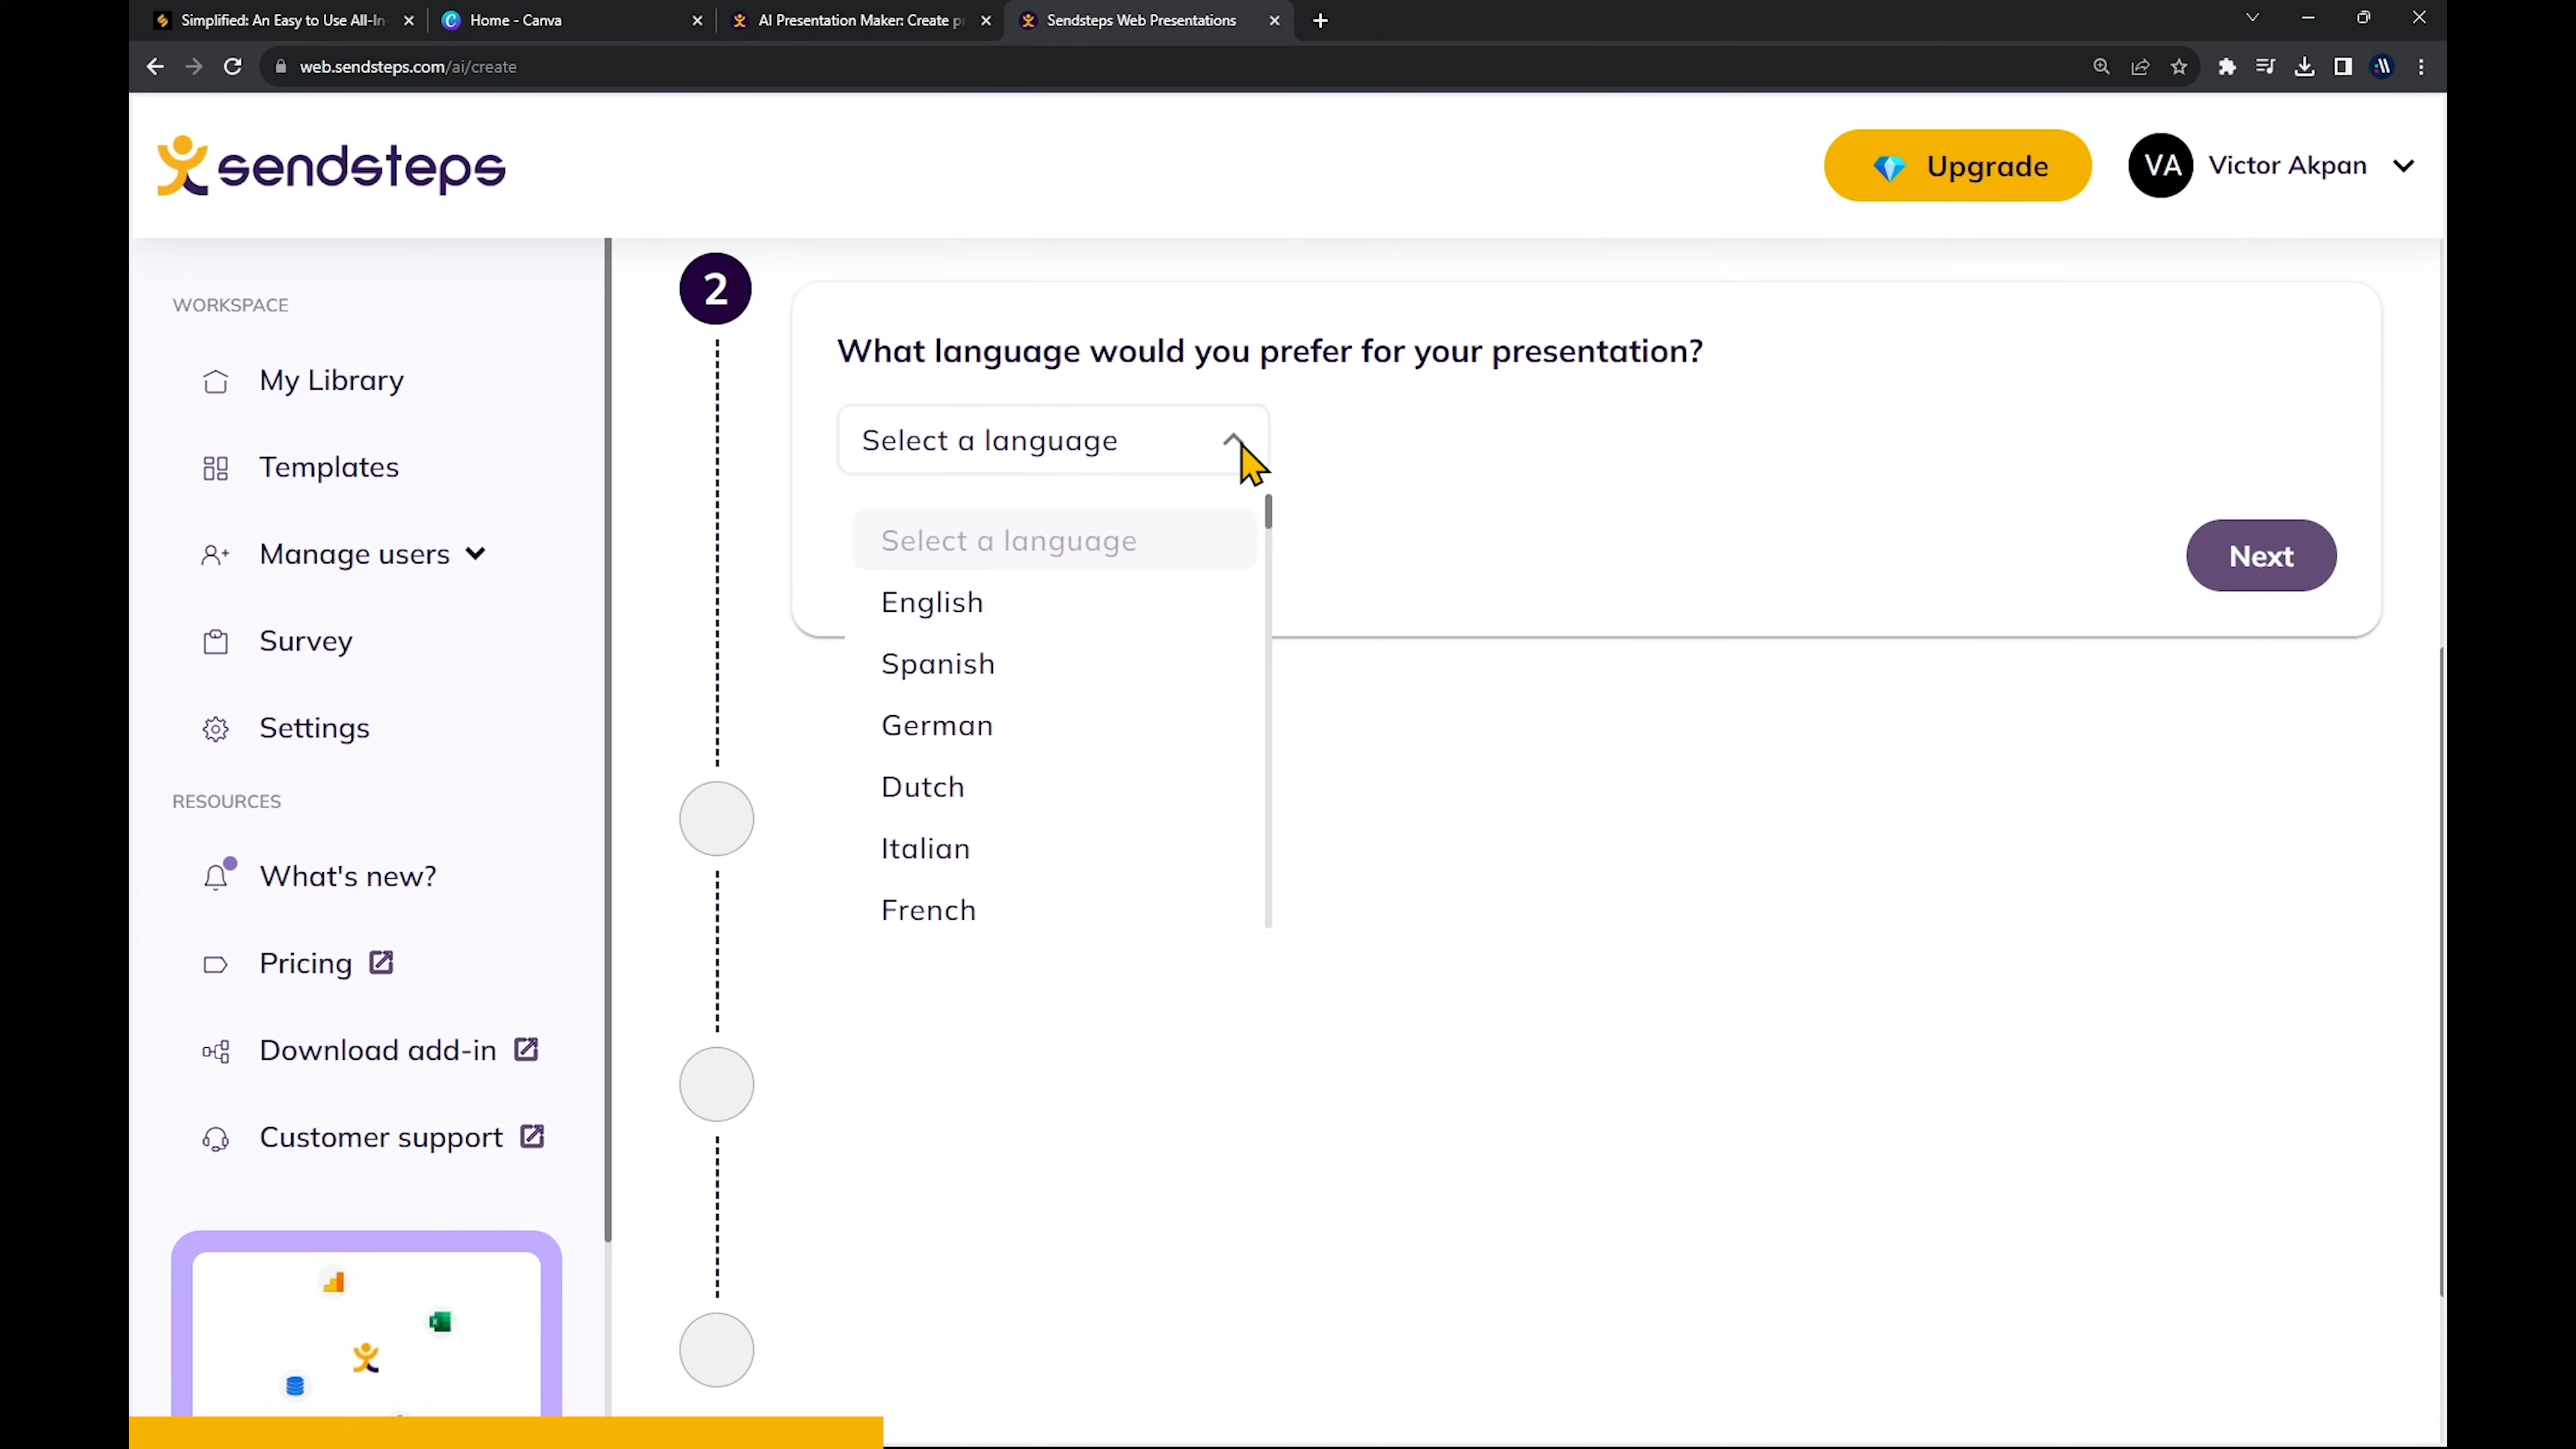 Simplified: An Easy to Use All-In-
Home - Canva
AI Presentation Maker: Create p
Sendsteps Web Presentations
web.sendsteps.com/ai/create
sendsteps
Upgrade
VA
Victor Akpan
WORKSPACE
My Library
Templates
Manage users
Survey
Settings
RESOURCES
What's new?
Pricing
Download add-in
Customer support
2
What language would you prefer for your presentation?
Select a language
Select a language
English
Spanish
German
Dutch
Italian
French
Next